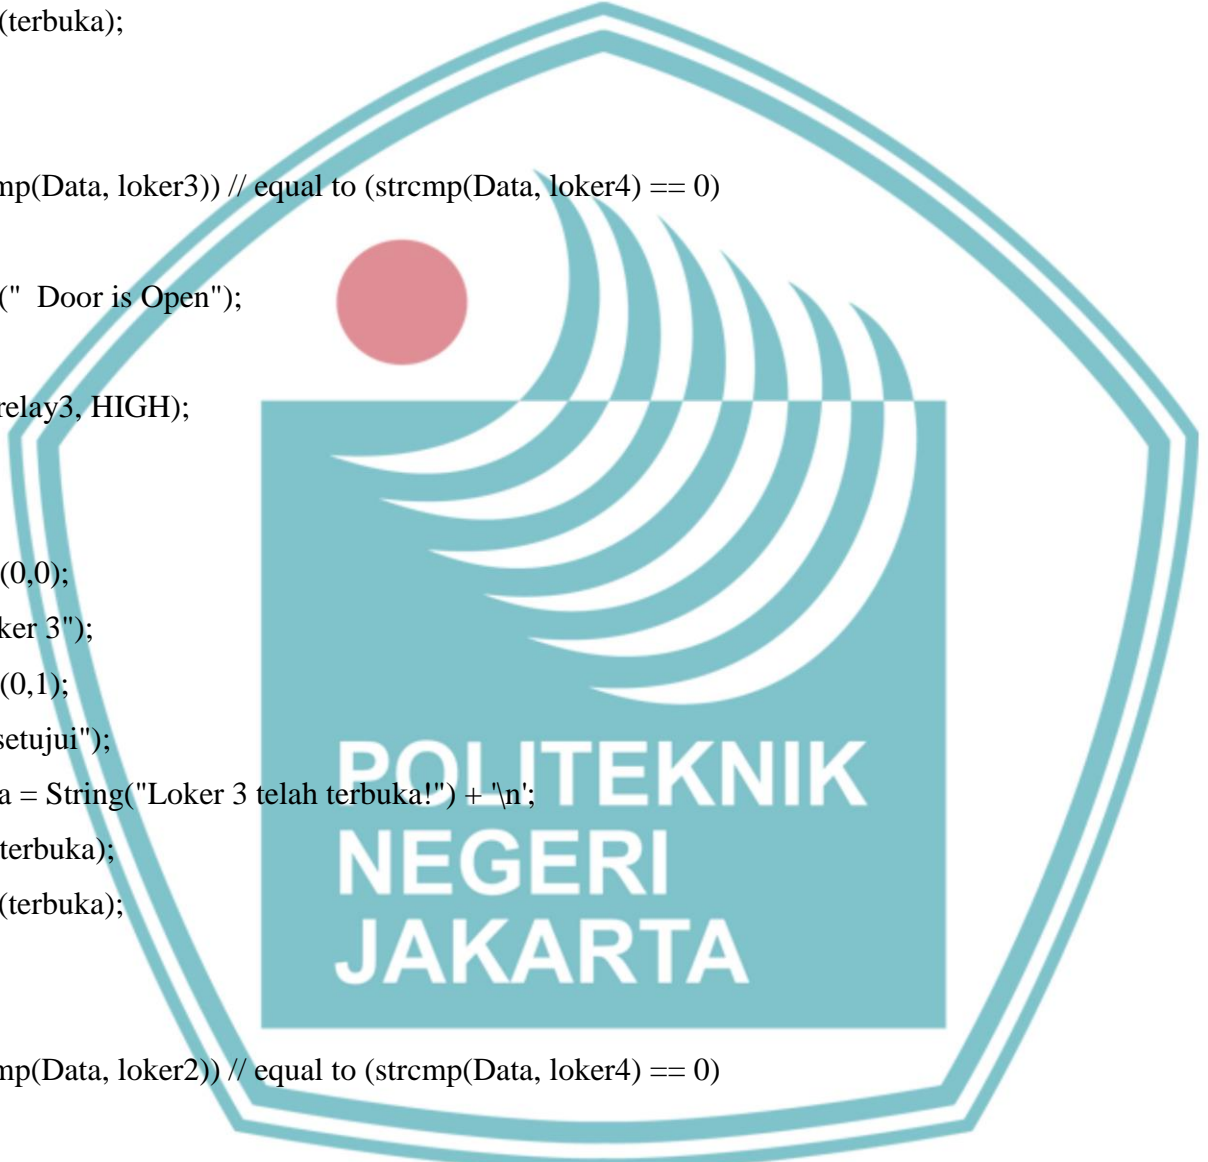 (terbuka);
mp(Data, loker3)) // equal to (strcmp(Data, loker4) == 0)
(" Door is Open");
relay3, HIGH);
(0,0);
ker 3");
(0,1);
setujui");
a = String("Loker 3 telah terbuka!") + '\n';
terbuka);
(terbuka);
mp(Data, loker2)) // equal to (strcmp(Data, loker4) == 0)
POLITEKNIK
NEGERI
JAKARTA